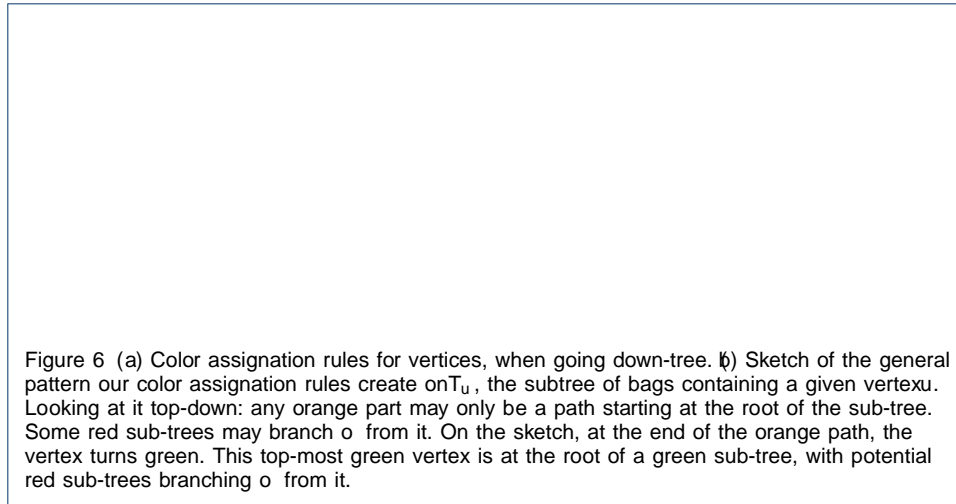 Figure 6 (a) Color assignation rules for vertices, when going down-tree. (b) Sketch of the general
pattern our color assignation rules create onTu , the subtree of bags containing a given vertexu.
Looking at it top-down: any orange part may only be a path starting at the root of the sub-tree.
Some red sub-trees may branch o from it. On the sketch, at the end of the orange path, the
vertex turns green. This top-most green vertex is at the root of a green sub-tree, with potential
red sub-trees branching o from it.